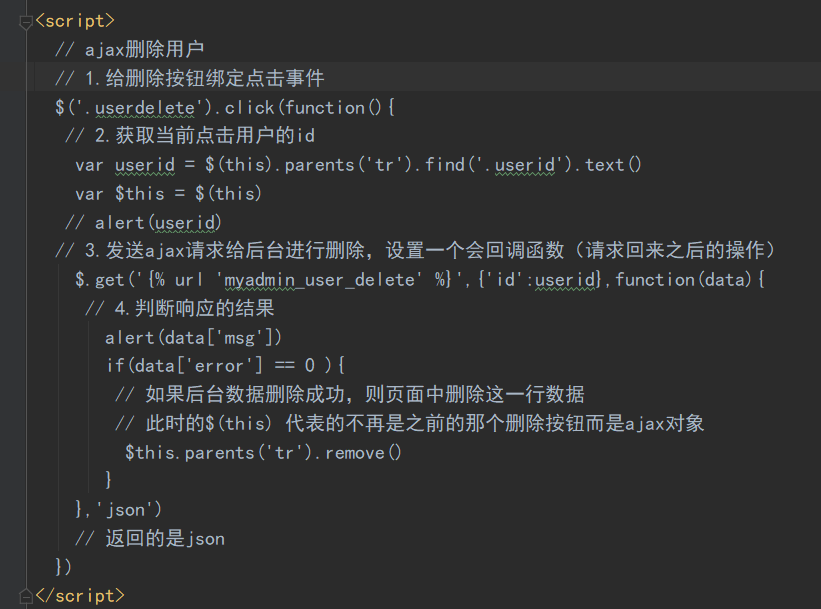 <script>
// ajax删除用户
// 1.给删除按钮绑定点击事件
$('.userdelete').click(function(){
// 2.获取当前点击用户的id
var userid = $(this).parents('tr').find('.userid').text()
var $this = $(this)
// alert(userid)
// 3.发送ajax请求给后台进行删除，设置一个会回调函数（请求回来之后的操作）
$.get('{% url 'myadmin_user_delete' %}',{'id':userid},function(data){
// 4.判断响应的结果
alert(data['msg'])
if(data['error'] == 0 ){
// 如果后台数据删除成功，则页面中删除这一行数据
// 此时的$(this) 代表的不再是之前的那个删除按钮而是ajax对象
$this.parents('tr').remove()
}
},'json')
// 返回的是json
})
</script>